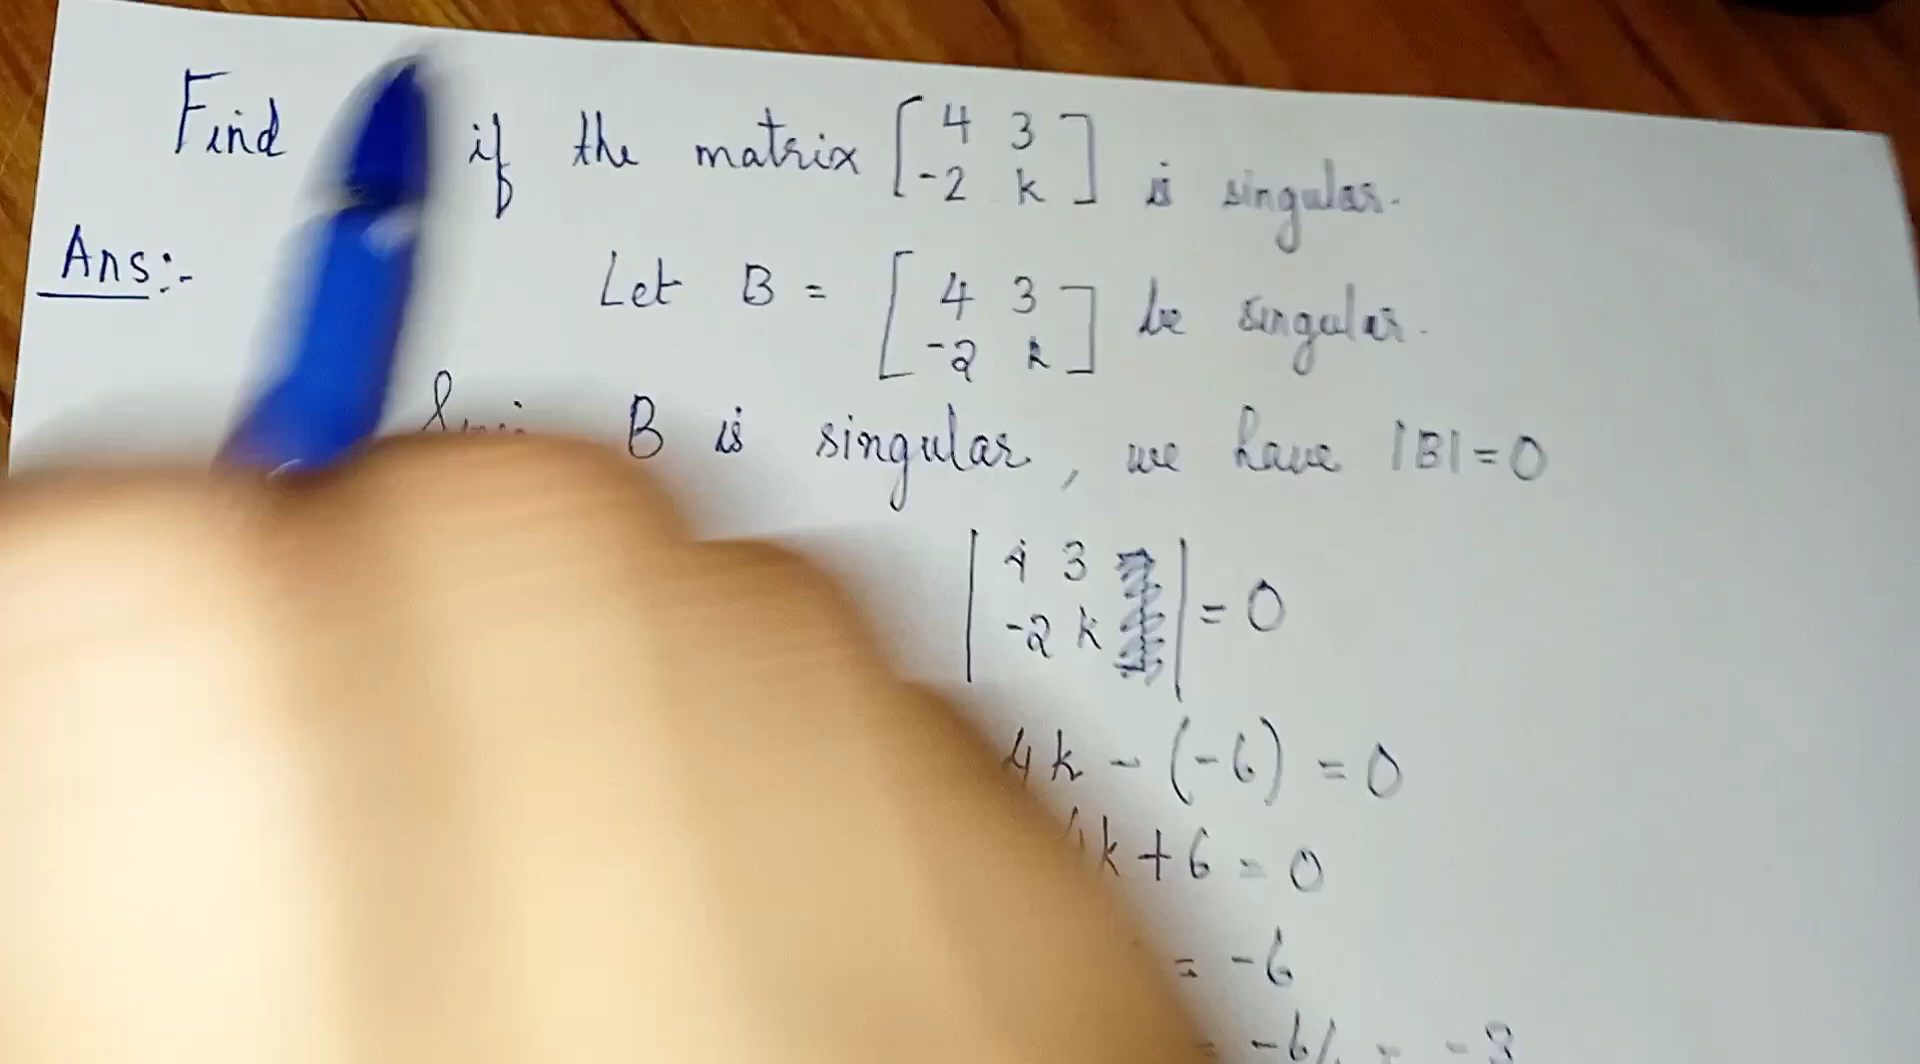 Find if the matrix [ 4 3 -2 k ] is singular.
Ans:-
Let B = [ 4 3 -2 k ] be singular.
B is singular, we have |B| = 0
| 4 3 -2 k | = 0
4k - (-6) = 0
4k + 6 = 0
= -6